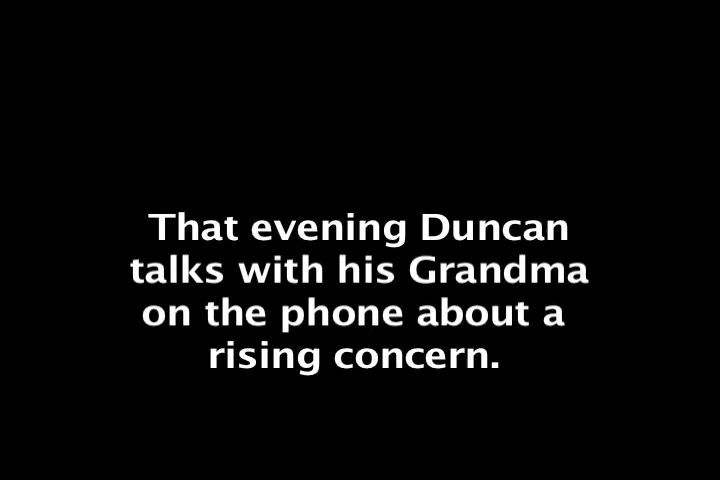 That evening Duncan
talks with his Grandma
on the phone about a
rising concern.